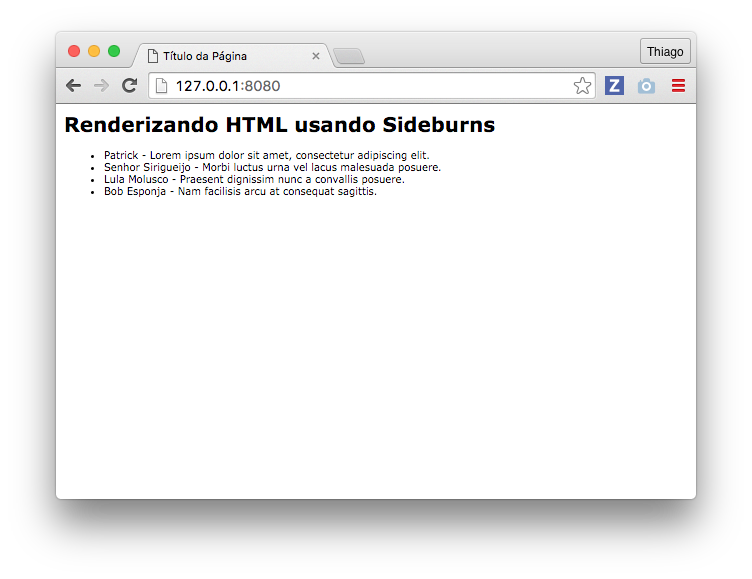 Título da Página
Thiago
127.0.0.1:8080
Z
Renderizando HTML usando Sideburns
• Patrick - Lorem ipsum dolor sit amet, consectetur adipiscing elit.
• Senhor Sirigueijo - Morbi luctus urna vel lacus malesuada posuere.
• Lula Molusco - Praesent dignissim nunc a convallis posuere.
• Bob Esponja - Nam facilisis arcu at consequat sagittis.